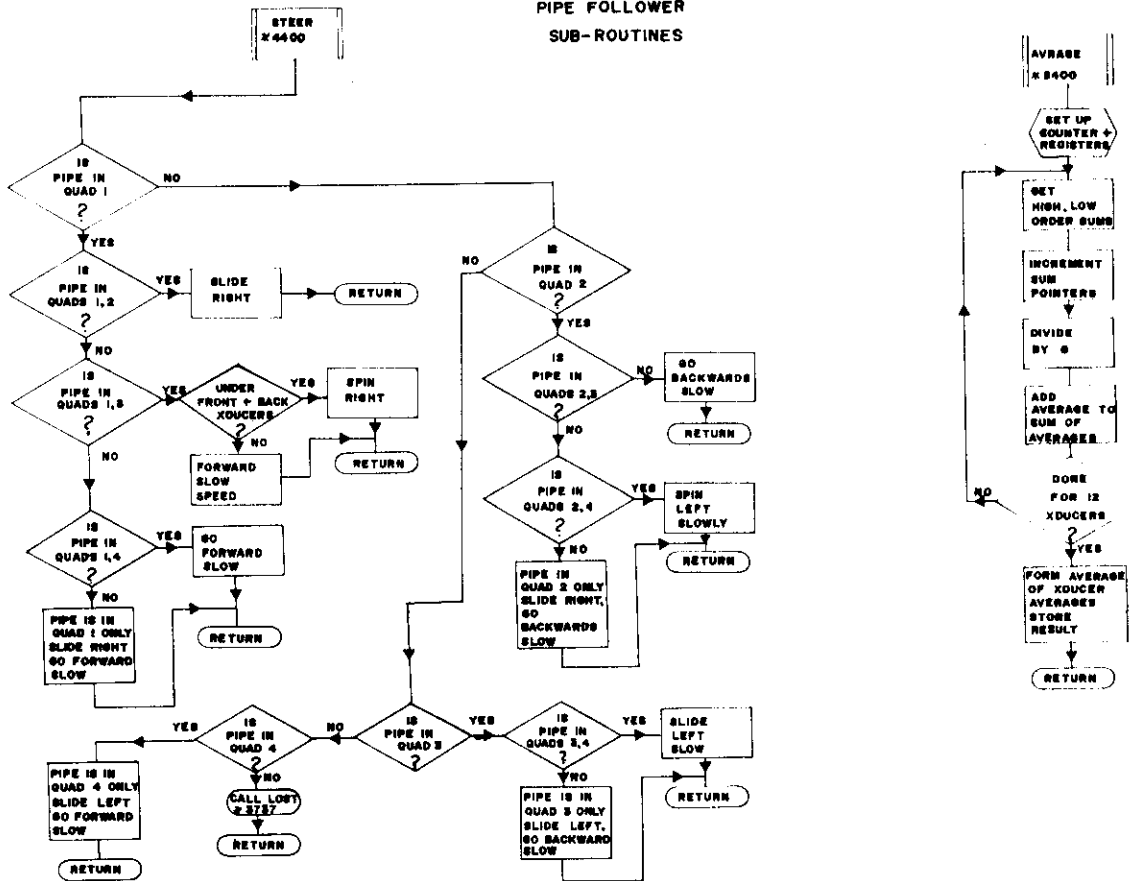 PIPE FOLLOWER
SUB-ROUTINES
STEER
*4400
IS
PIPE IN
QUAD 1
?
NO
YES
IS
PIPE IN
QUADS 1,2
?
YES
SLIDE
RIGHT
RETURN
NO
IS
PIPE IN
QUADS 1,3
?
YES
UNDER
FRONT + BACK
XDUCERS
?
YES
SPIN
RIGHT
NO
RETURN
FORWARD
SLOW
SPEED
NO
IS
PIPE IN
QUADS 1,4
?
YES
GO
FORWARD
SLOW
NO
RETURN
PIPE IS IN
QUAD 1 ONLY
SLIDE RIGHT
GO FORWARD
SLOW
IS
PIPE IN
QUAD 2
?
NO
YES
IS
PIPE IN
QUADS 2,3
?
NO
GO
BACKWARDS
SLOW
RETURN
NO
IS
PIPE IN
QUADS 2,4
?
YES
SPIN
LEFT
SLOWLY
RETURN
NO
PIPE IN
QUAD 2 ONLY
SLIDE RIGHT,
GO
BACKWARDS
SLOW
IS
PIPE IN
QUAD 3
?
NO
YES
IS
PIPE IN
QUAD 4
?
YES
NO
CALL LOST
RETURN
PIPE IS IN
QUAD 4 ONLY
SLIDE LEFT
GO FORWARD
SLOW
RETURN
IS
PIPE IN
QUADS 3,4
?
YES
SLIDE
LEFT
SLOW
RETURN
NO
PIPE IS IN
QUAD 3 ONLY
SLIDE LEFT,
GO BACKWARD
SLOW
AVRAGE
SET UP
COUNTER +
REGISTERS
GET
HIGH, LOW
ORDER SUMS
INCREMENT
SUM
POINTERS
DIVIDE
BY
ADD
AVERAGE TO
SUM OF
AVERAGES
DONE
FOR 12
XDUCERS
?
NO
YES
FORM AVERAGE
OF XDUCER
AVERAGES
STORE
RESULT
RETURN